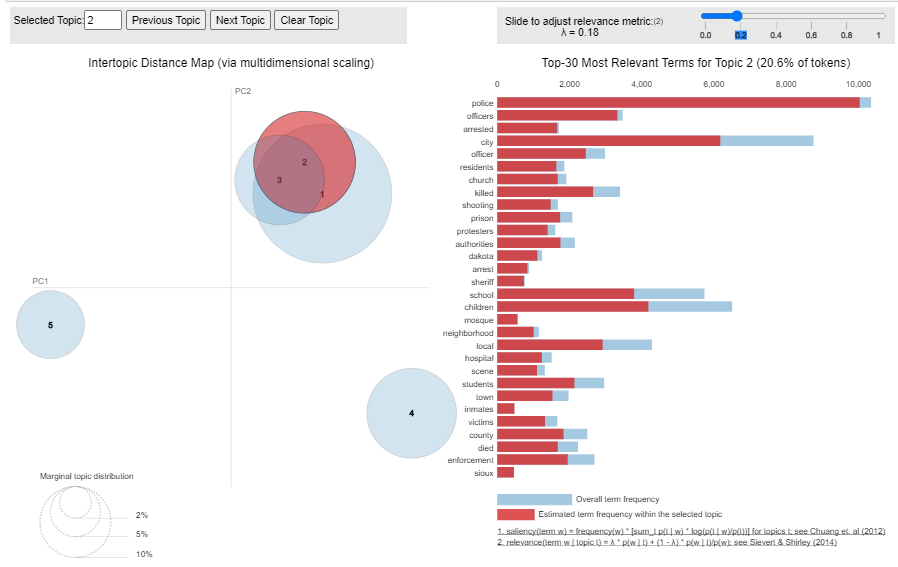 Selected Topic: 2 Previous Topic Next Topic Clear Topic
Slide to adjust relevance metric:(2)
λ = 0.18
0.0 0.2 0.4 0.6 0.8 1
Intertopic Distance Map (via multidimensional scaling)
PC2
PC1
2
3
1
5
4
Marginal topic distribution
2%
5%
10%
Top-30 Most Relevant Terms for Topic 2 (20.6% of tokens)
0 2,000 4,000 6,000 8,000 10,000
police
officers
arrested
city
officer
residents
church
killed
shooting
prison
protesters
authorities
dakota
arrest
sheriff
school
children
mosque
neighborhood
local
hospital
scene
students
town
inmates
victims
county
died
enforcement
sioux
Overall term frequency
Estimated term frequency within the selected topic
1. saliency(term w) = frequency(w) * [sum_t p(t | w) * log(p(t | w)/p(t))] for topics t; see Chuang et. al (2012)
2. relevance(term w | topic t) = λ * p(w | t) + (1 - λ) * p(w | t)/p(w); see Sievert & Shirley (2014)